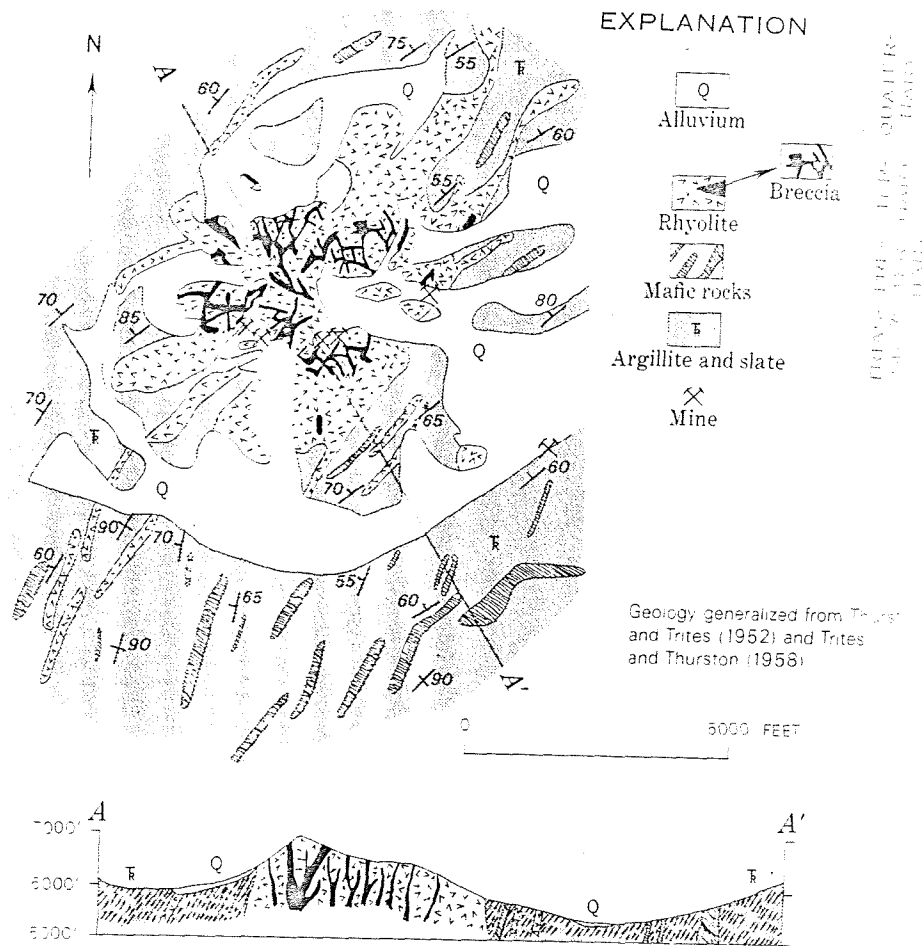 EXPLANATION
N
A
Q
Alluvium
Breccia
Rhyolite
Mafic rocks
Ћ
Argillite and slate
Mine
75
55
Ћ
60
Q
60
55
Q
70
85
80
Q
70
65
Ћ
60
Q
70
90
70
Ћ
60
55
65
60
90
90
A'
Geology generalized from
and Trites (1952) and Trites
and Thurston (1958)
0 5000 FEET
A A'
7000'
Ћ Q Ћ
6000'
Q
5000'